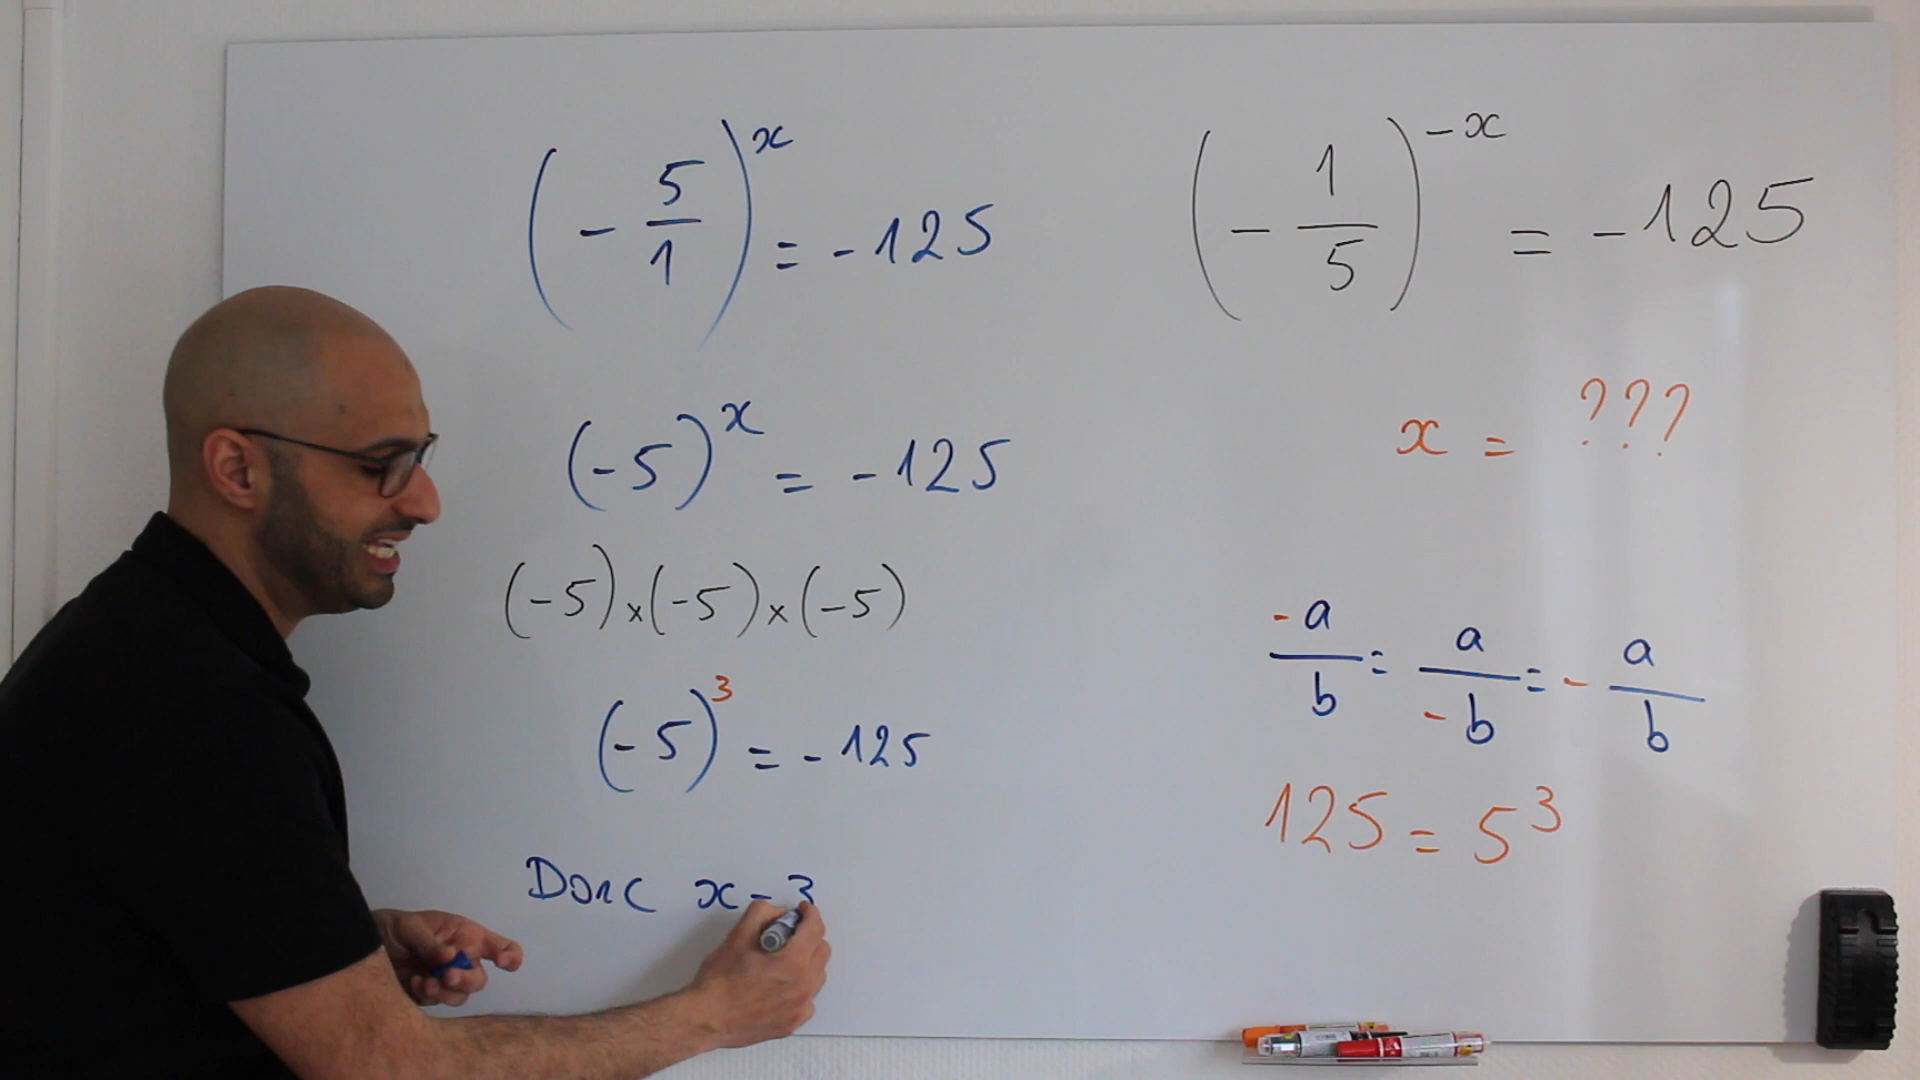 (-5/1)^x = -125
(-5)^x = -125
(-5)×(-5)×(-5)
(-5)^3 = -125
Donc x = 3
(-1/5)^-x = -125
x = ???
-a/b = a/-b = -a/b
125 = 5^3